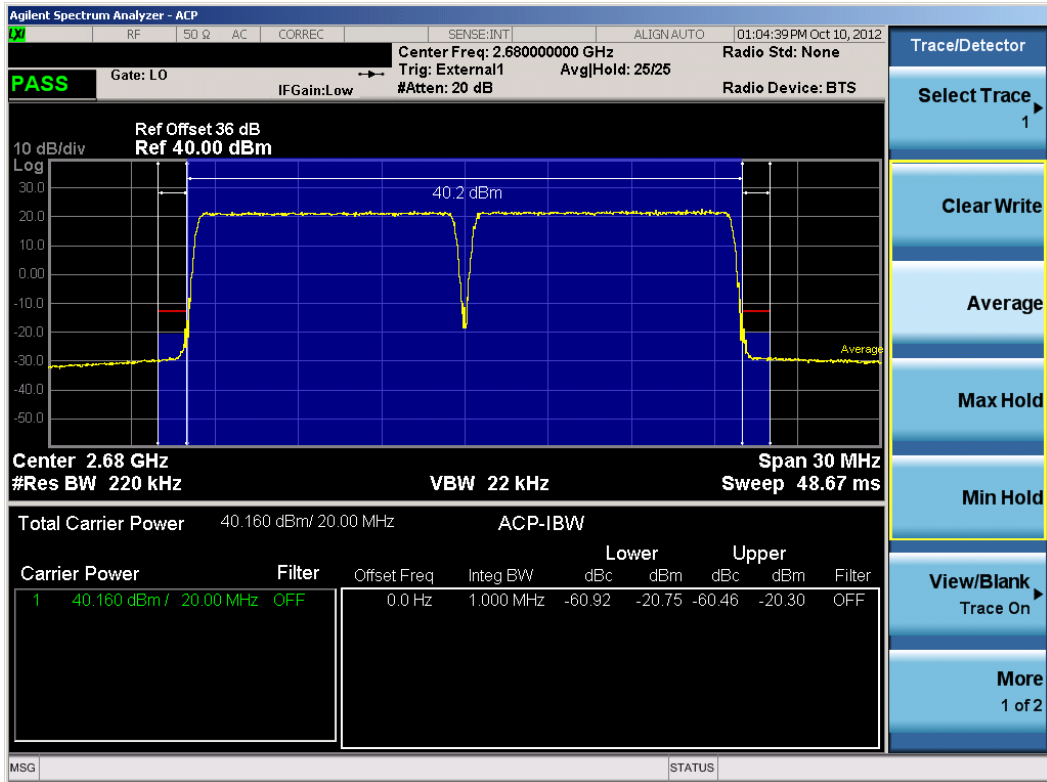 Agilent Spectrum Analyzer - ACP
LXI RF 50 Ω AC CORREC SENSE:INT ALIGN AUTO 01:04:39 PM Oct 10, 2012
Center Freq: 2.680000000 GHz Radio Std: None
PASS Gate: LO Trig: External1 Avg|Hold: 25/25
IFGain:Low #Atten: 20 dB Radio Device: BTS
Ref Offset 36 dB
10 dB/div Ref 40.00 dBm
Log
30.0
40.2 dBm
20.0
10.0
0.00
-10.0
-20.0
Average
-30.0
-40.0
-50.0
Center 2.68 GHz Span 30 MHz
#Res BW 220 kHz VBW 22 kHz Sweep 48.67 ms
Total Carrier Power 40.160 dBm/ 20.00 MHz ACP-IBW
Lower Upper
Carrier Power Filter Offset Freq Integ BW dBc dBm dBc dBm Filter
1 40.160 dBm / 20.00 MHz OFF 0.0 Hz 1.000 MHz -60.92 -20.75 -60.46 -20.30 OFF
MSG STATUS
Trace/Detector
Select Trace
1
Clear Write
Average
Max Hold
Min Hold
View/Blank
Trace On
More
1 of 2